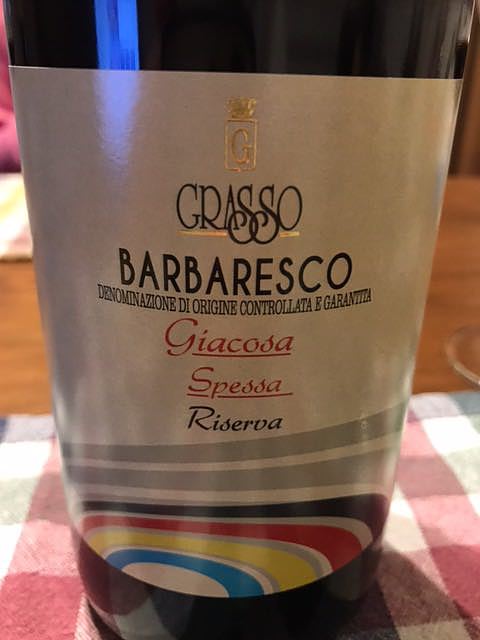 G
GRASSO
BARBARESCO
DENOMINAZIONE DI ORIGINE CONTROLLATA E GARANTITA
Giacosa
Spessa
Riserva